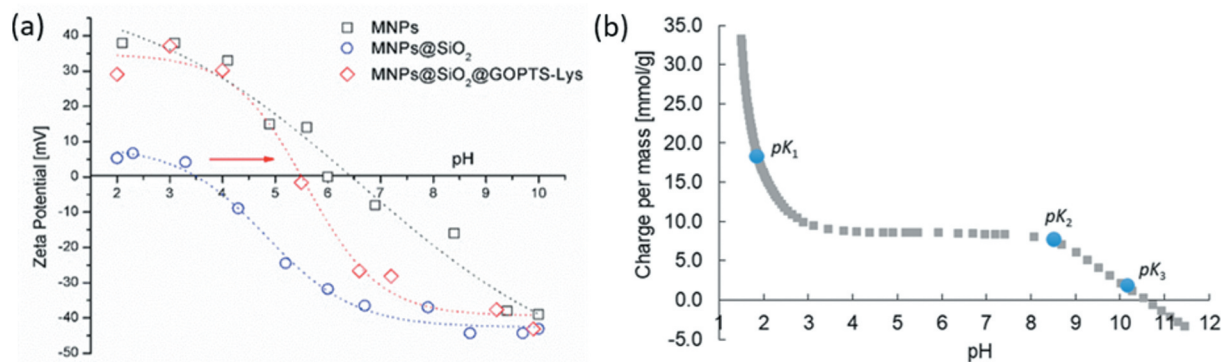 (a)
40
30
20
10
0
-10
-20
-30
-40
-50
Zeta Potential [mV]
2 3 4 5 6 7 8 9 10
pH
MNPs
MNPs@SiO₂
MNPs@SiO₂@GOPTS-Lys
(b)
35.0
30.0
25.0
20.0
15.0
10.0
5.0
0.0
-5.0
Charge per mass [mmol/g]
pK₁
pK₂
pK₃
1 2 3 4 5 6 7 8 9 10 11 12
pH